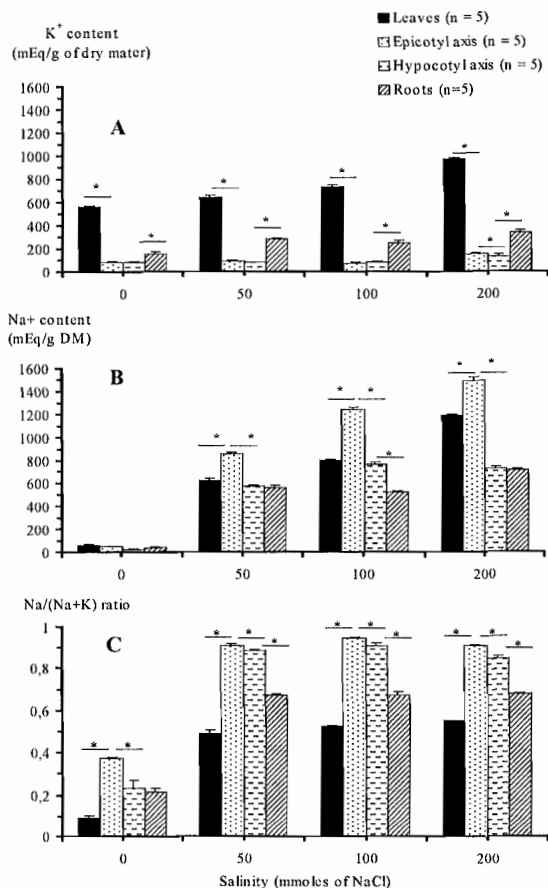 K+ content
(mEq/g of dry mater)
Leaves (n = 5)
Epicotyl axis (n = 5)
Hypocotyl axis (n = 5)
Roots (n=5)
A
1600
1400
1200
1000
800
600
400
200
0
* * * * * * * * *
0 50 100 200
Na+ content
(mEq/g DM)
B
1600
1400
1200
1000
800
600
400
200
0
* * * * * * *
0 50 100 200
Na/(Na+K) ratio
C
1
0,8
0,6
0,4
0,2
0
* * * * * * * * * * *
0 50 100 200
Salinity (mmoles of NaCl)